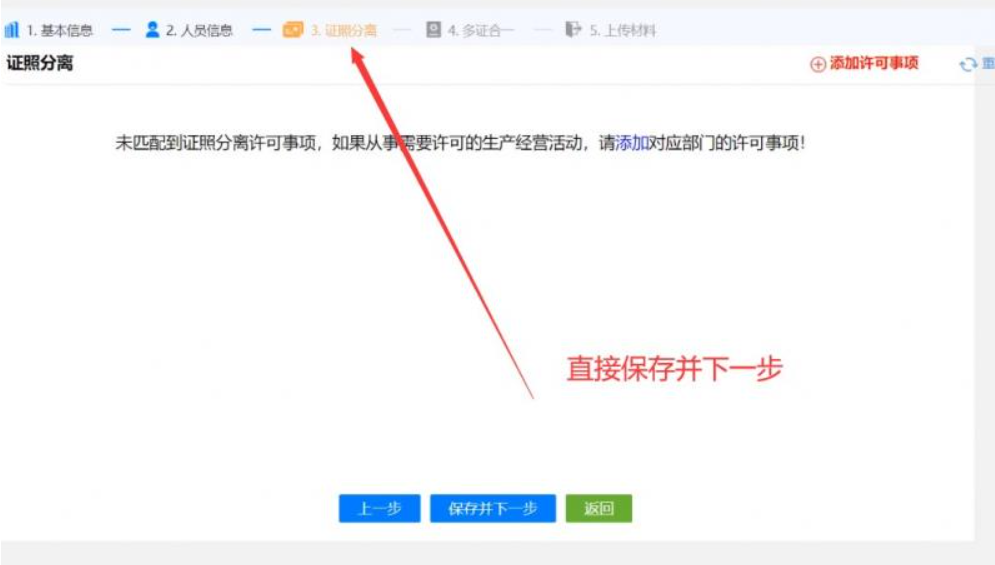 1. 基本信息 — 2. 人员信息 — 3. 证照分离 — 4. 多证合一 — 5. 上传材料
证照分离 添加许可事项 重
未匹配到证照分离许可事项，如果从事需要许可的生产经营活动，请添加对应部门的许可事项！
直接保存并下一步
上一步 保存并下一步 返回